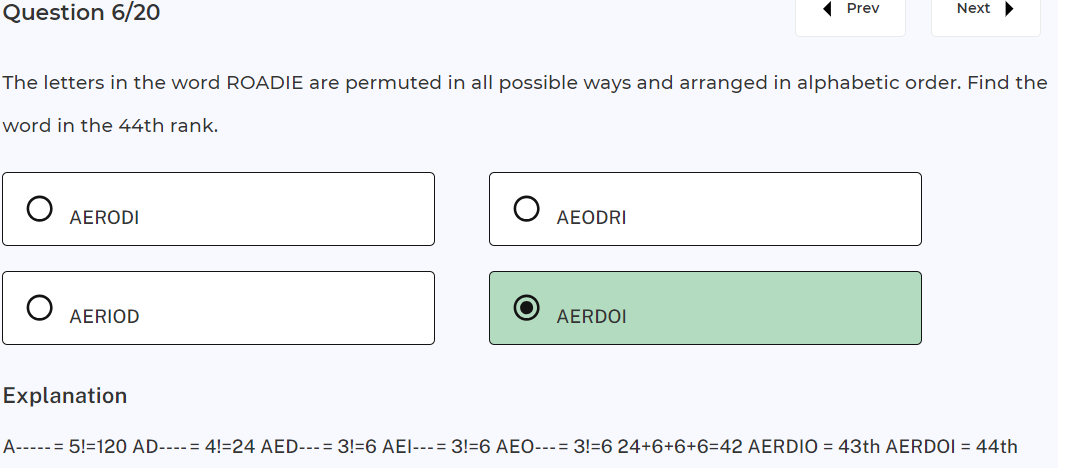 Question 6/20
Prev
Next
The letters in the word ROADIE are permuted in all possible ways and arranged in alphabetic order. Find the
word in the 44th rank.
AERODI
AEODRI
AERIOD
AERDOI
Explanation
A-----= 5!=120 AD----= 4!=24 AED---= 3!=6 AEI---= 3!=6 AEO---= 3!=6 24+6+6+6=42 AERDIO = 43th AERDOI = 44th